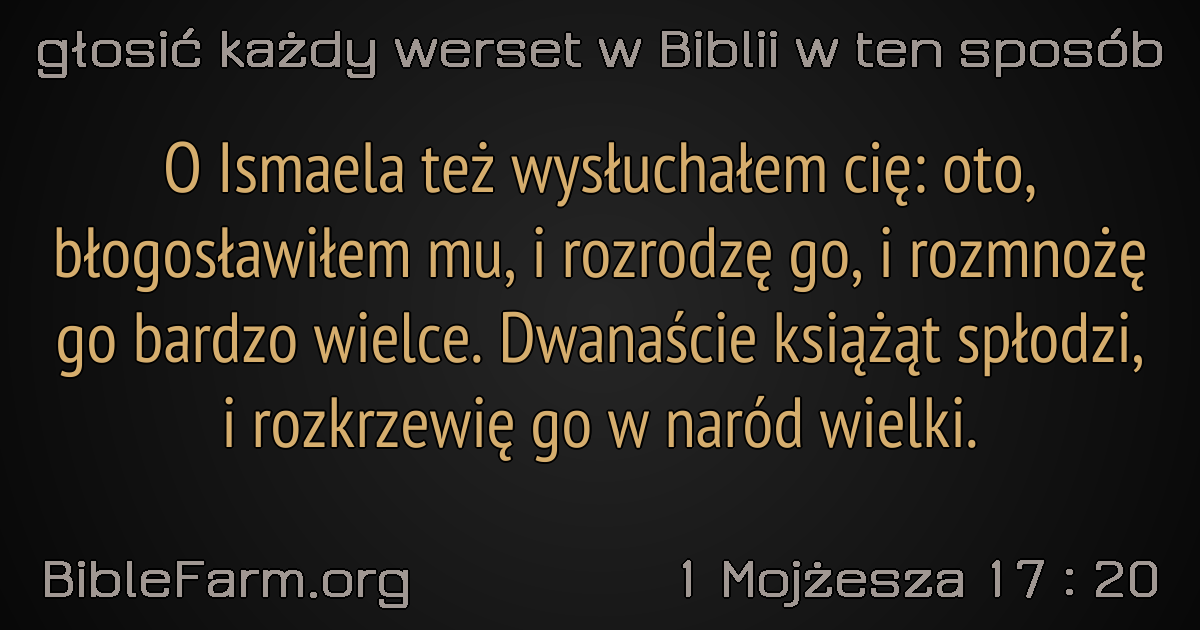 głosić każdy werset w Biblii w ten sposób
O Ismaela też wysłuchałem cię: oto,
błogosławiłem mu, i rozrodzę go, i rozmnożę
go bardzo wielce. Dwanaście książąt spłodzi,
i rozkrzewię go w naród wielki.
BibleFarm.org
1 Mojżesza 17 : 20